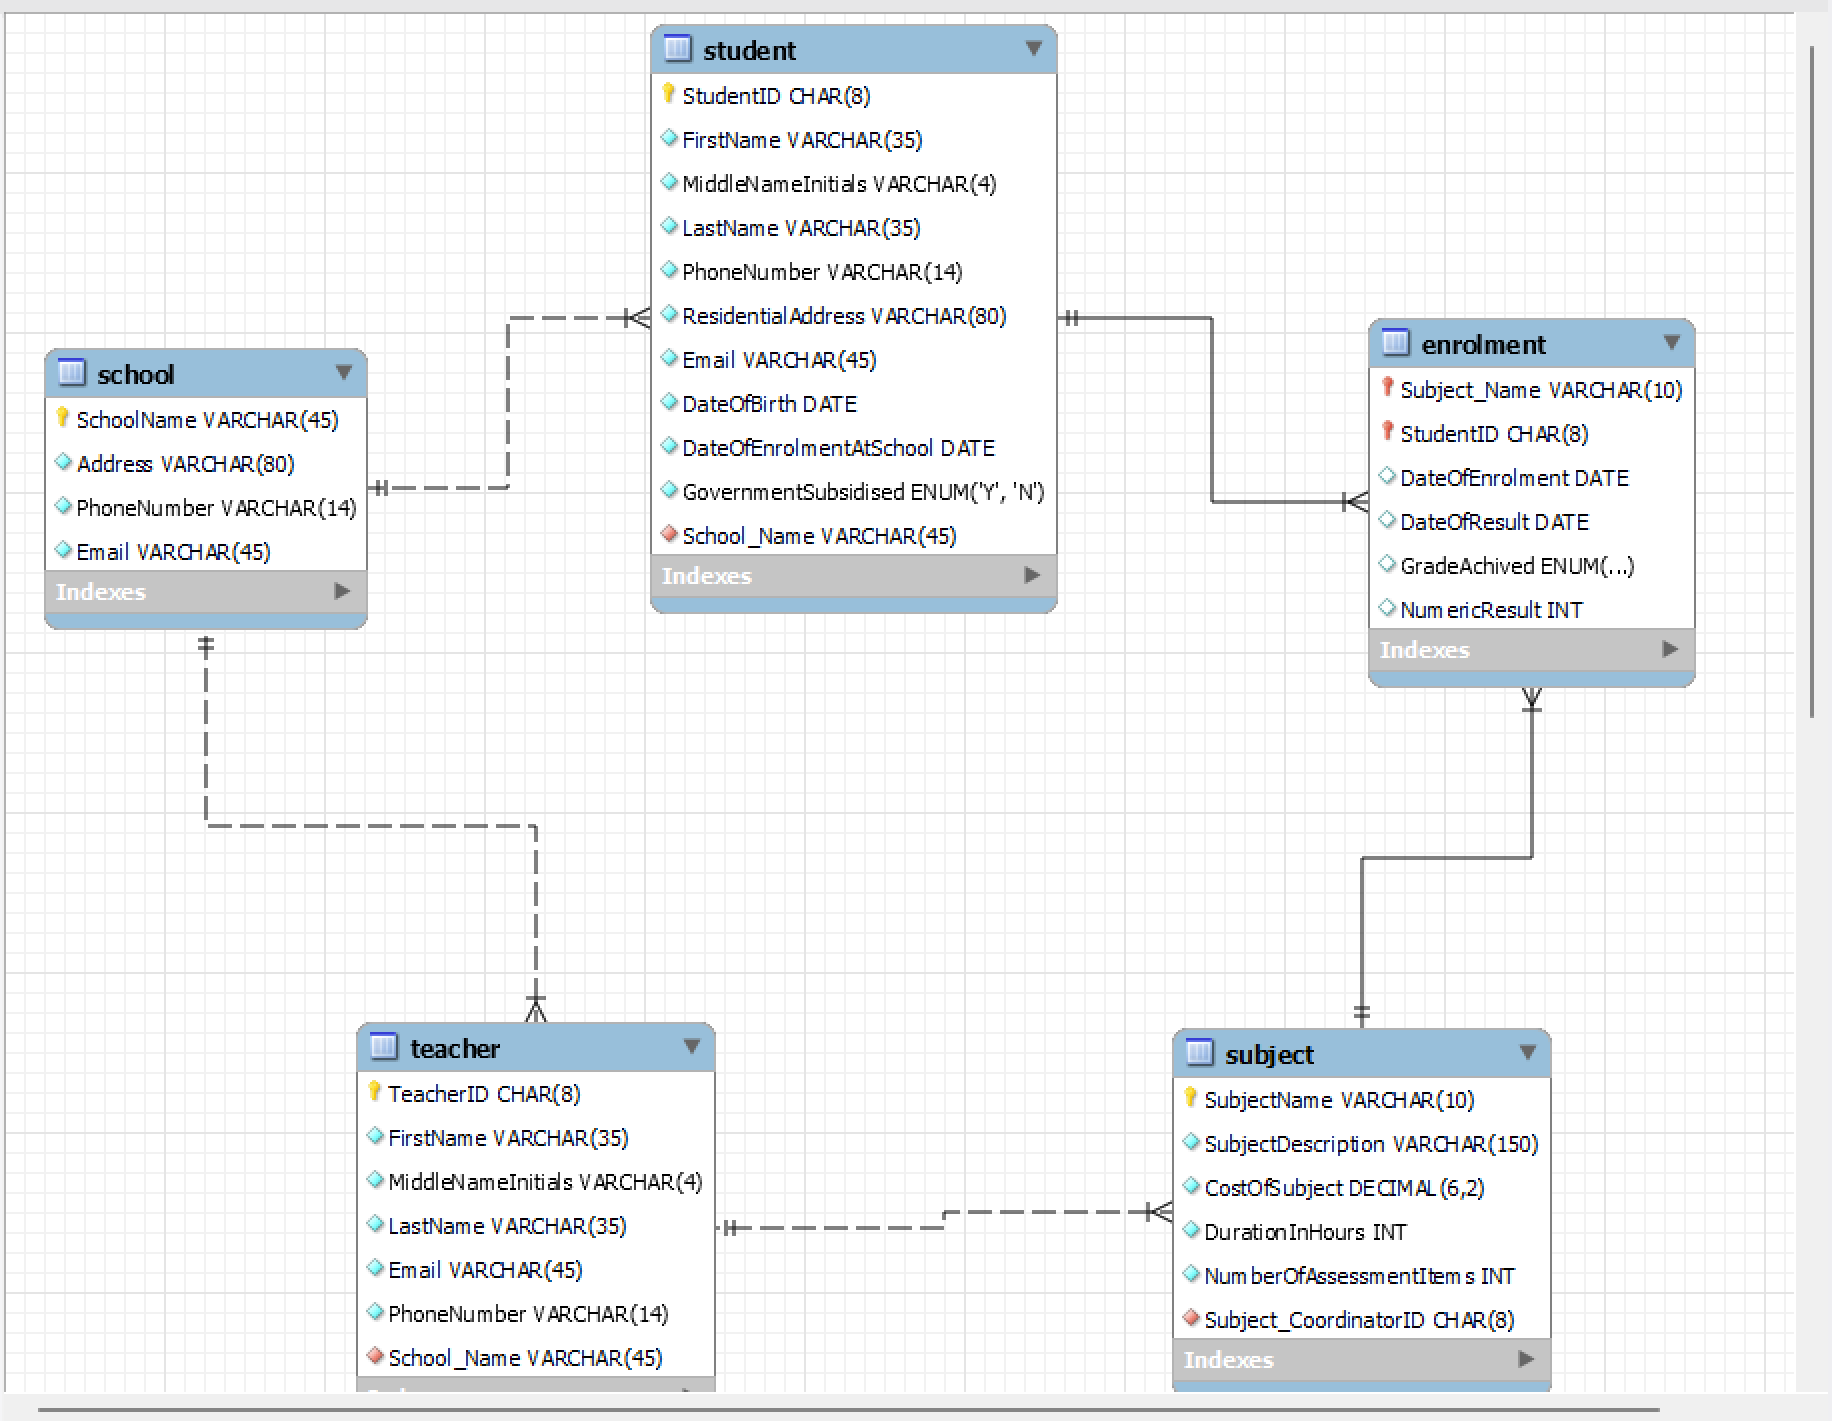 student
StudentID CHAR(8)
FirstName VARCHAR(35)
MiddleNameInitials VARCHAR(4)
LastName VARCHAR(35)
PhoneNumber VARCHAR(14)
ResidentialAddress VARCHAR(80)
Email VARCHAR(45)
DateOfBirth DATE
DateOfEnrolmentAtSchool DATE
GovernmentSubsidised ENUM('Y', 'N')
School_Name VARCHAR(45)
Indexes
school
SchoolName VARCHAR(45)
Address VARCHAR(80)
PhoneNumber VARCHAR(14)
Email VARCHAR(45)
Indexes
enrolment
Subject_Name VARCHAR(10)
StudentID CHAR(8)
DateOfEnrolment DATE
DateOfResult DATE
GradeAchived ENUM(...)
NumericResult INT
Indexes
teacher
TeacherID CHAR(8)
FirstName VARCHAR(35)
MiddleNameInitials VARCHAR(4)
LastName VARCHAR(35)
Email VARCHAR(45)
PhoneNumber VARCHAR(14)
School_Name VARCHAR(45)
subject
SubjectName VARCHAR(10)
SubjectDescription VARCHAR(150)
CostOfSubject DECIMAL(6,2)
DurationInHours INT
NumberOfAssessmentItems INT
Subject_CoordinatorID CHAR(8)
Indexes